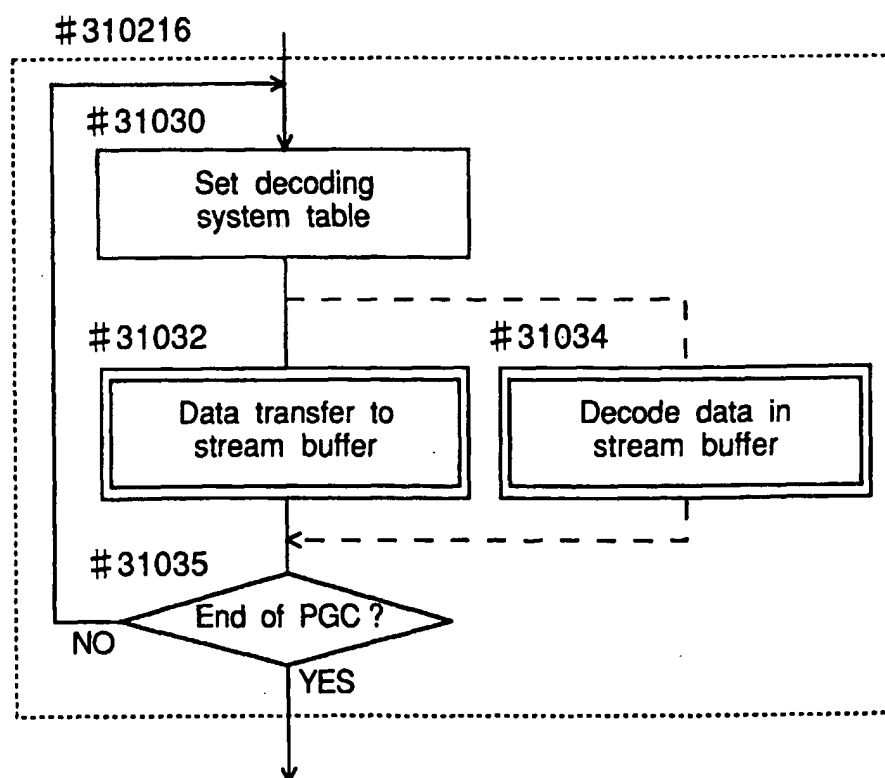 #310216
#31030
Set decoding
system table
#31032
#31034
Data transfer to
stream buffer
Decode data in
stream buffer
#31035
End of PGC?
NO
YES